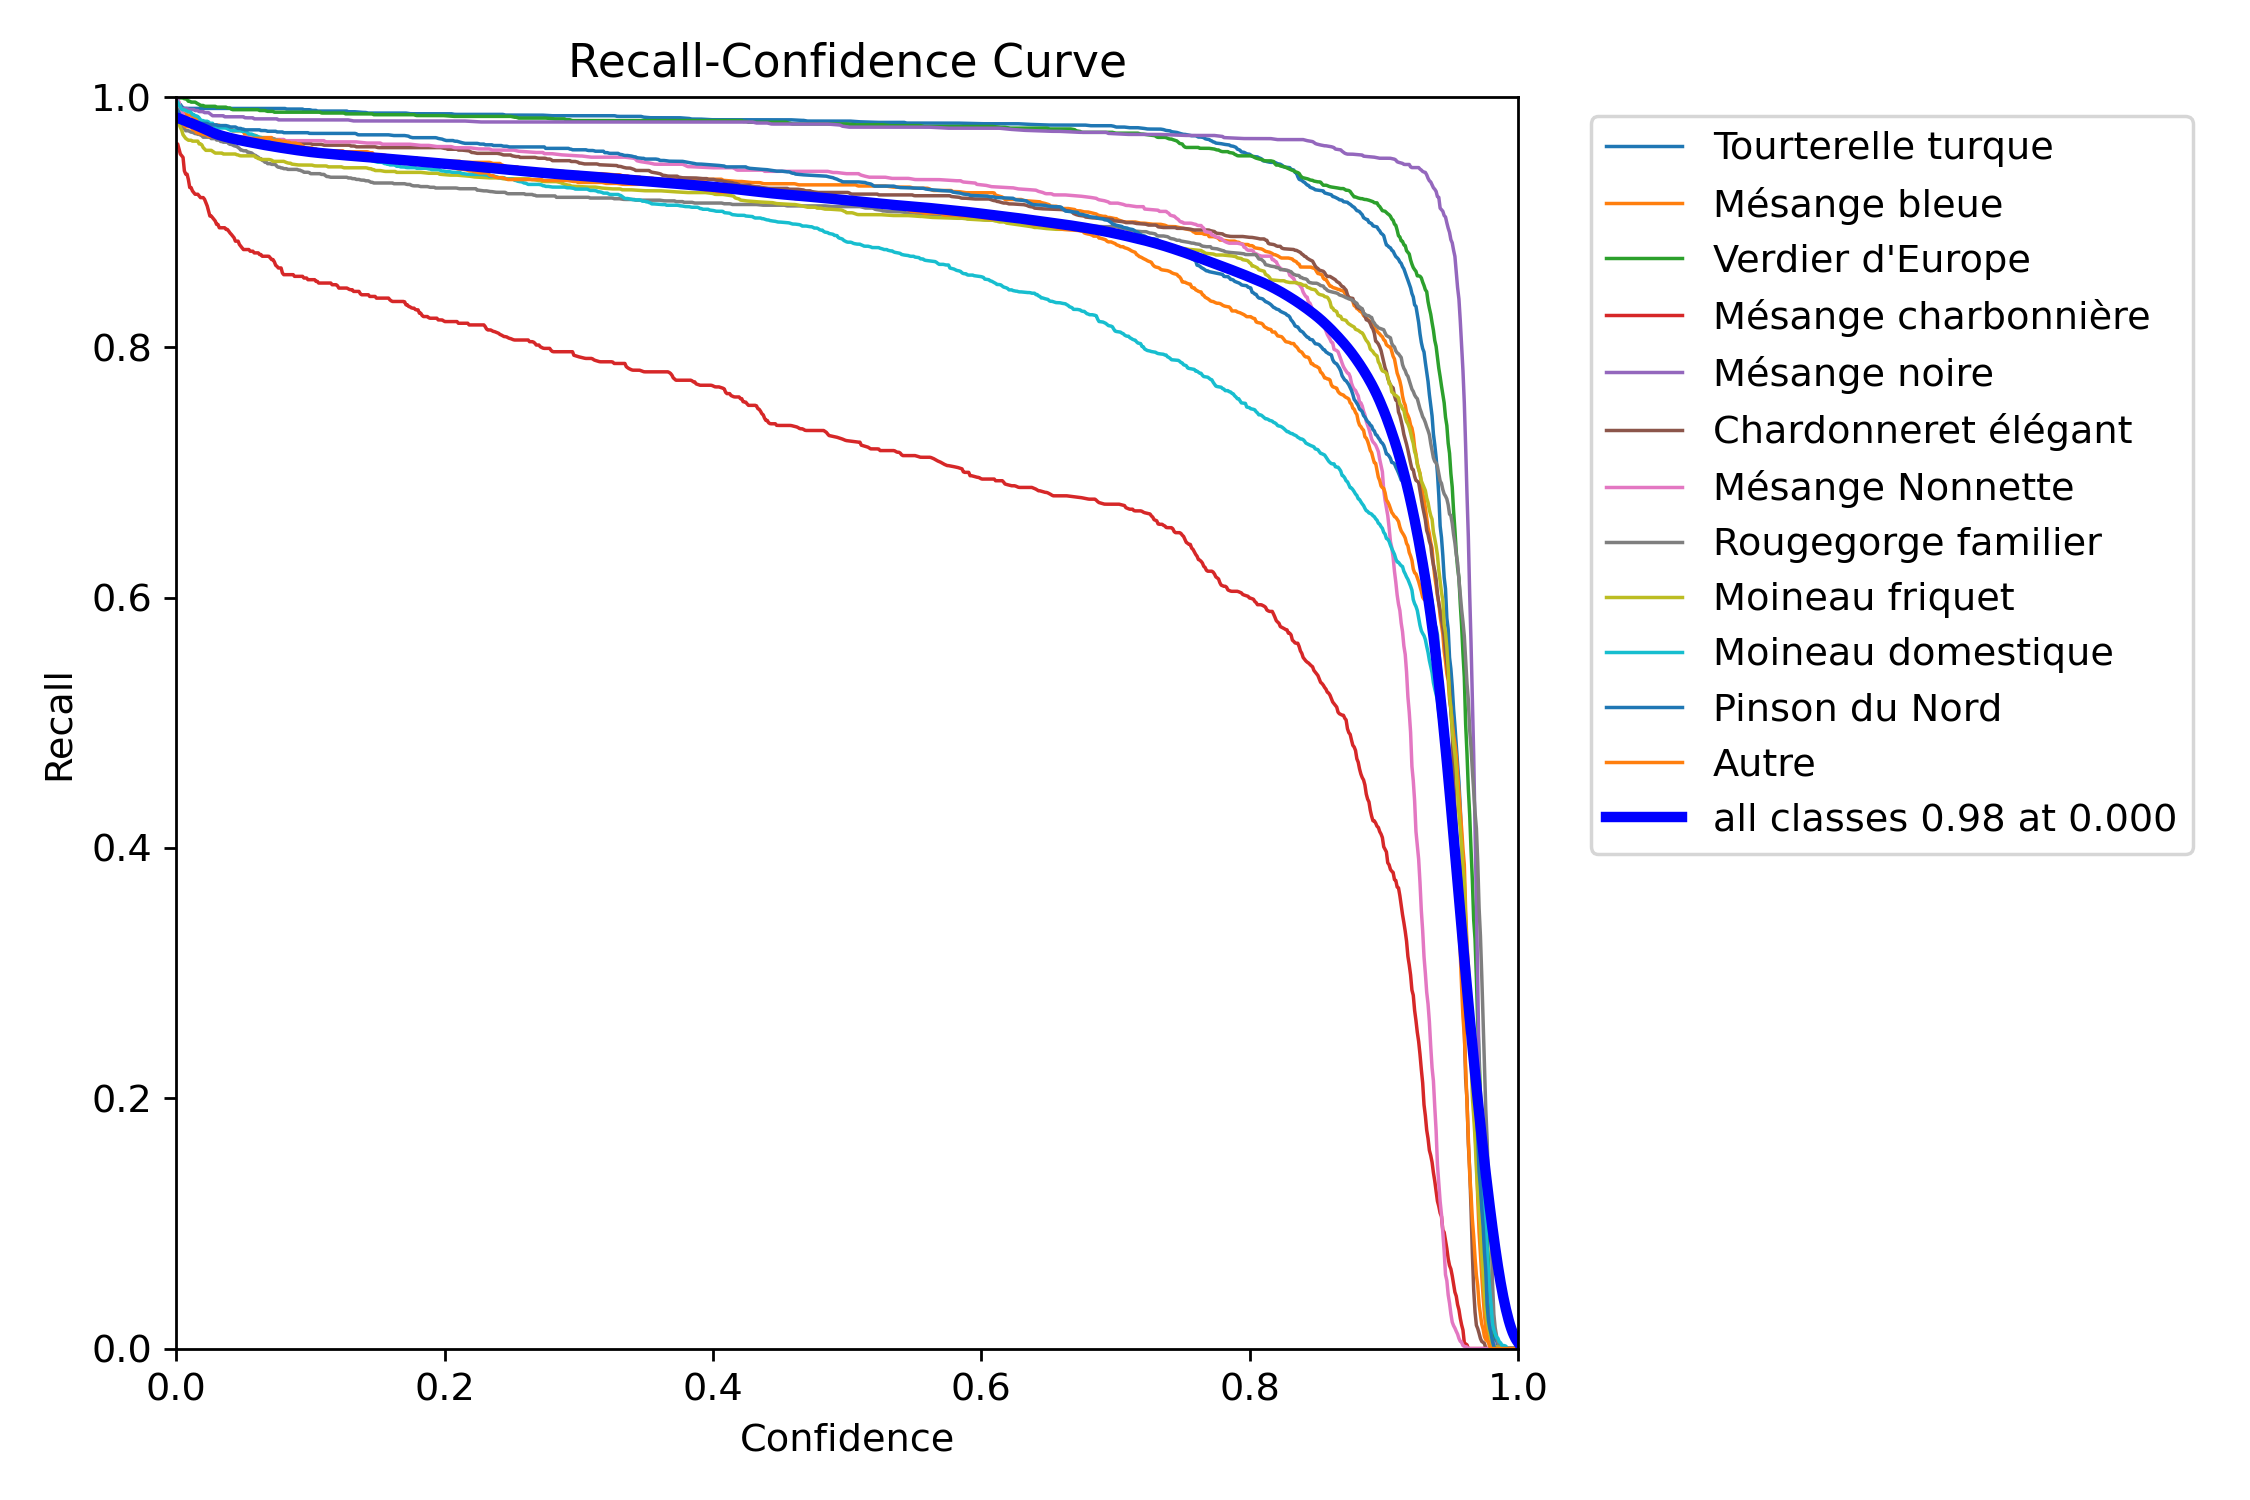 Recall-Confidence Curve
1.0
0.8
0.6
0.4
0.2
0.0
0.0 0.2 0.4 0.6 0.8 1.0
Recall
Confidence
Tourterelle turque
Mésange bleue
Verdier d'Europe
Mésange charbonnière
Mésange noire
Chardonneret élégant
Mésange Nonnette
Rougegorge familier
Moineau friquet
Moineau domestique
Pinson du Nord
Autre
all classes 0.98 at 0.000